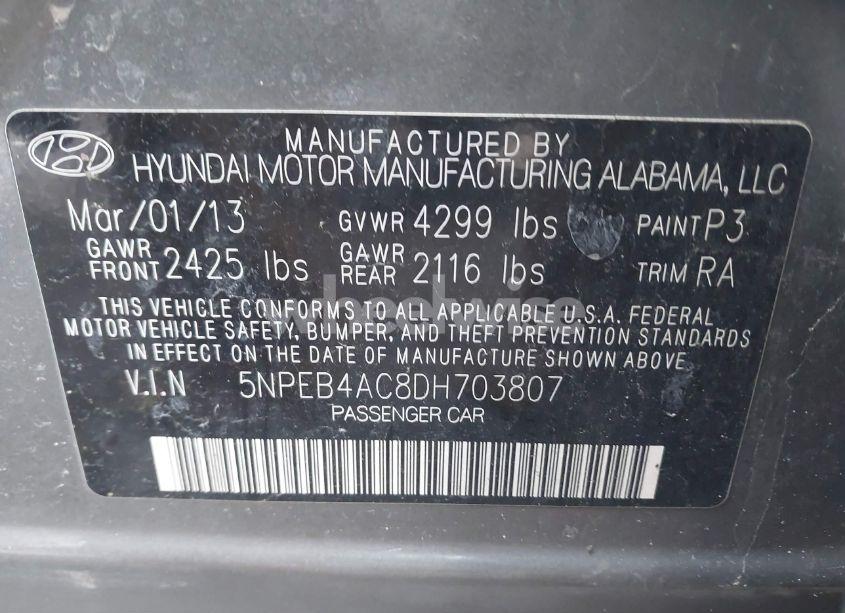 MANUFACTURED BY
HYUNDAI MOTOR MANUFACTURING ALABAMA, LLC
Mar/01/13 GVWR 4299 lbs PAINT P3
GAWR FRONT 2425 lbs GAWR REAR 2116 lbs TRIM RA
THIS VEHICLE CONFORMS TO ALL APPLICABLE U.S.A. FEDERAL
MOTOR VEHICLE SAFETY, BUMPER, AND THEFT PREVENTION STANDARDS
IN EFFECT ON THE DATE OF MANUFACTURE SHOWN ABOVE.
V.I.N 5NPEB4AC8DH703807
PASSENGER CAR
wheelwise